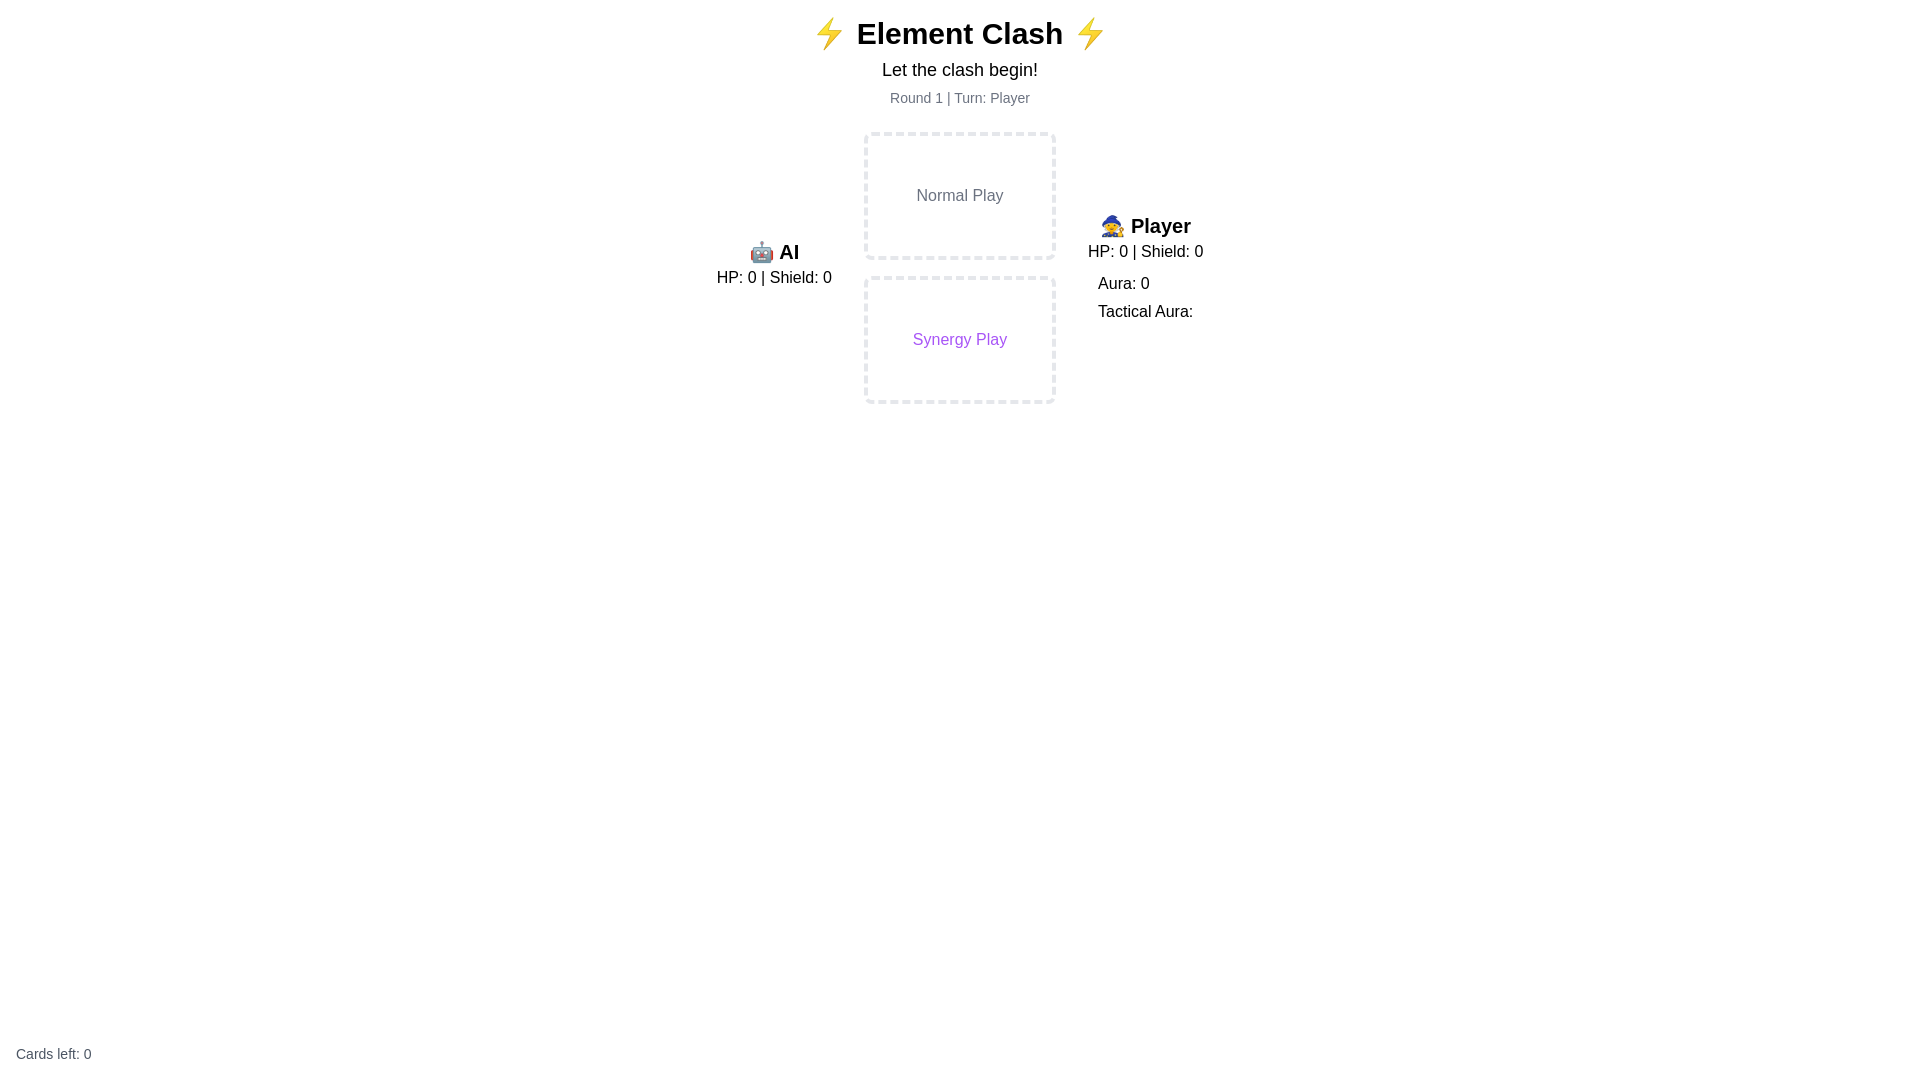 ⚡ Element Clash ⚡
Let the clash begin!
Round 1 | Turn: Player
Normal Play
🤖 AI
HP: 0 | Shield: 0
Synergy Play
🧙 Player
HP: 0 | Shield: 0
Aura: 0
Tactical Aura:
Cards left: 0